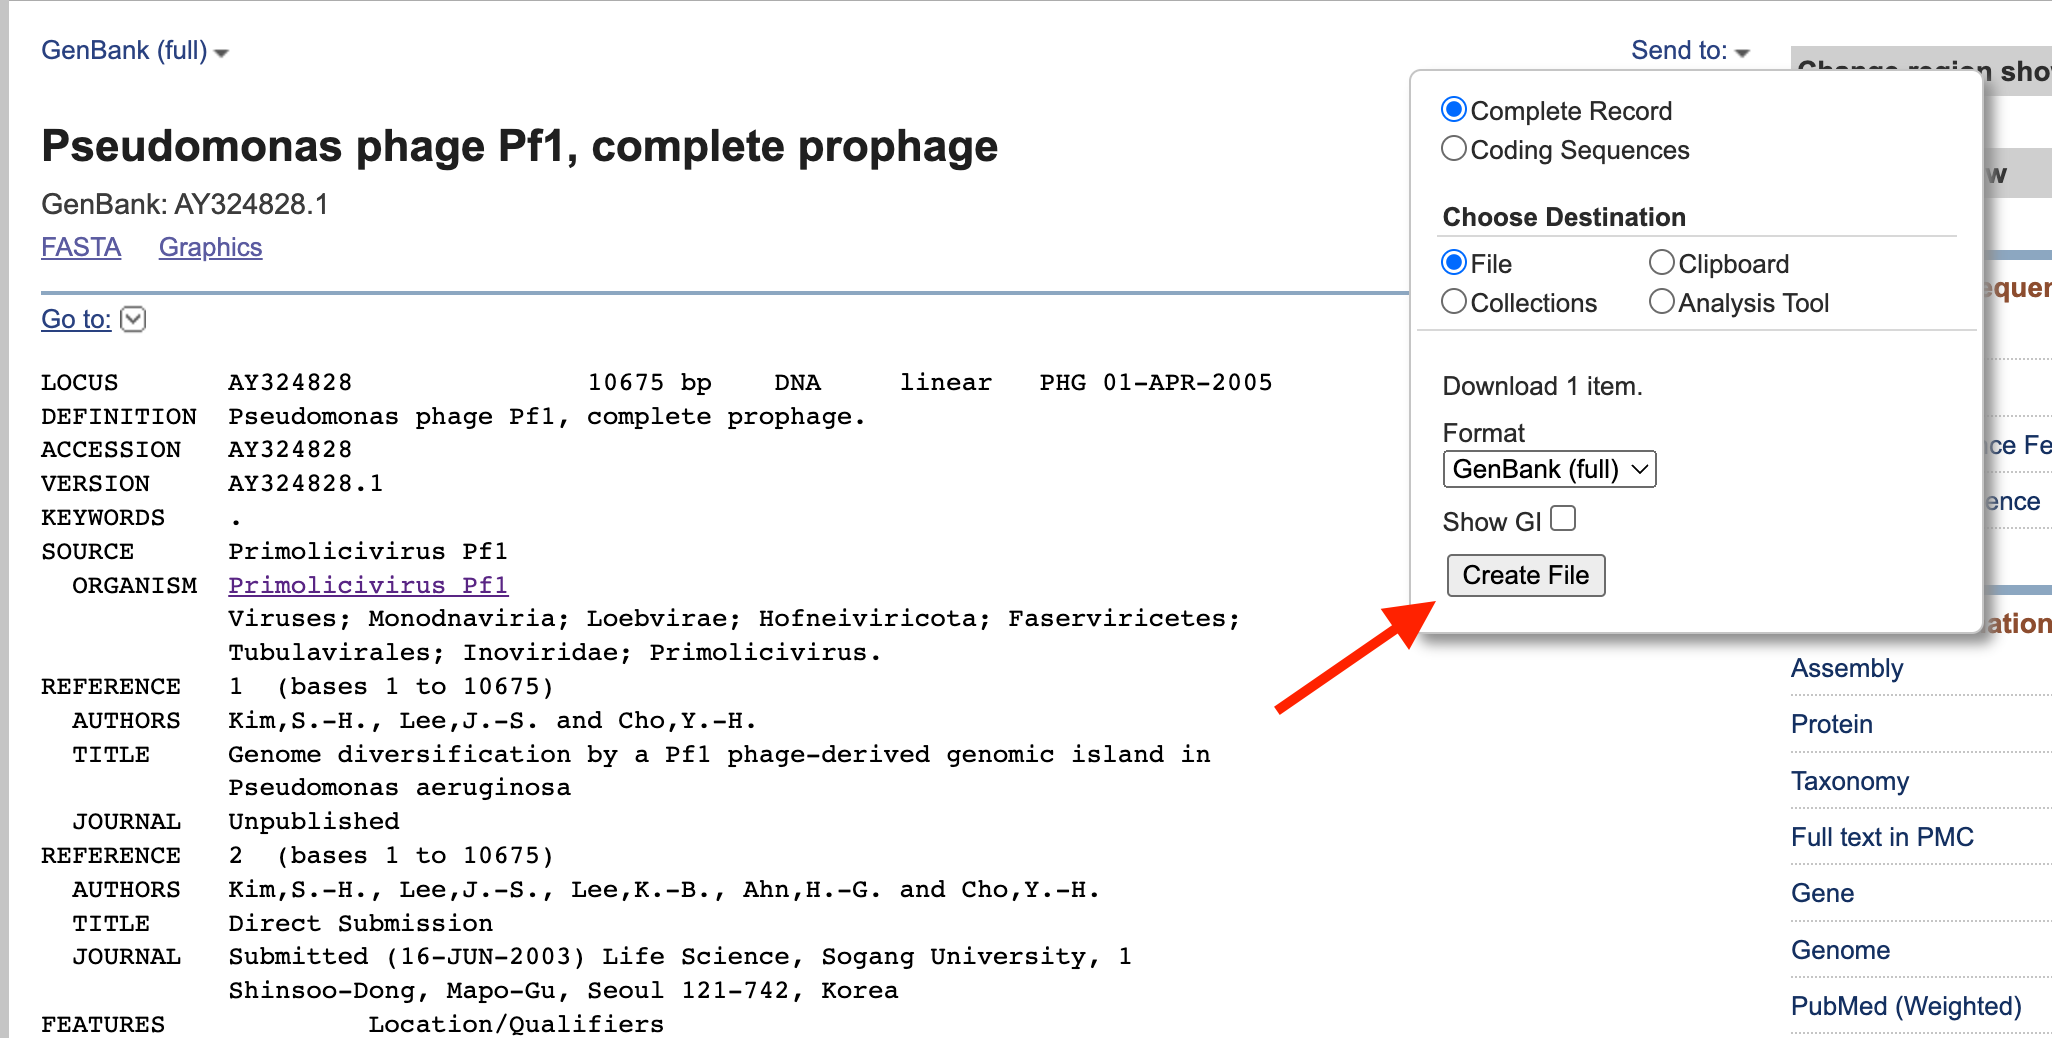 GenBank (full)
Send to:
Pseudomonas phage Pf1, complete prophage
GenBank: AY324828.1
FASTA Graphics
Go to:
LOCUS AY324828 10675 bp DNA linear PHG 01-APR-2005
DEFINITION Pseudomonas phage Pf1, complete prophage.
ACCESSION AY324828
VERSION AY324828.1
KEYWORDS .
SOURCE Primolicivirus Pf1
ORGANISM Primolicivirus Pf1
Viruses; Monodnaviria; Loebvirae; Hofneiviricota; Faserviricetes;
Tubulavirales; Inoviridae; Primolicivirus.
REFERENCE 1 (bases 1 to 10675)
AUTHORS Kim,S.-H., Lee,J.-S. and Cho,Y.-H.
TITLE Genome diversification by a Pf1 phage-derived genomic island in
Pseudomonas aeruginosa
JOURNAL Unpublished
REFERENCE 2 (bases 1 to 10675)
AUTHORS Kim,S.-H., Lee,J.-S., Lee,K.-B., Ahn,H.-G. and Cho,Y.-H.
TITLE Direct Submission
JOURNAL Submitted (16-JUN-2003) Life Science, Sogang University, 1
Shinsoo-Dong, Mapo-Gu, Seoul 121-742, Korea
FEATURES Location/Qualifiers
Complete Record
Coding Sequences
Choose Destination
File Clipboard
Collections Analysis Tool
Download 1 item.
Format
GenBank (full)
Show GI
Create File
Change region sho
w
equen
ce Fe
ence
ation
Assembly
Protein
Taxonomy
Full text in PMC
Gene
Genome
PubMed (Weighted)